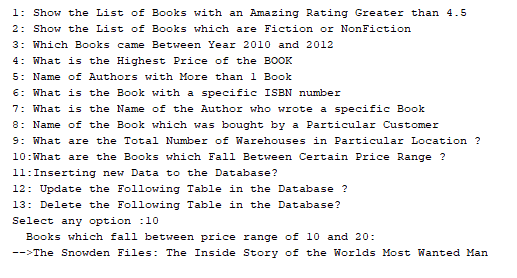 1: Show the List of Books with an Amazing Rating Greater than 4.5
2: Show the List of Books which are Fiction or NonFiction
3: Which Books came Between Year 2010 and 2012
4: What is the Highest Price of the BOOK
5: Name of Authors with More than 1 Book
6: What is the Book with a specific ISBN number
7: What is the Name of the Author who wrote a specific Book
8: Name of the Book which was bought by a Particular Customer
9: What are the Total Number of Warehouses in Particular Location ?
10:What are the Books which Fall Between Certain Price Range ?
11:Inserting new Data to the Database?
12: Update the Following Table in the Database ?
13: Delete the Following Table in the Database?
Select any option :10
Books which fall between price range of 10 and 20:
-->The Snowden Files: The Inside Story of the Worlds Most Wanted Man